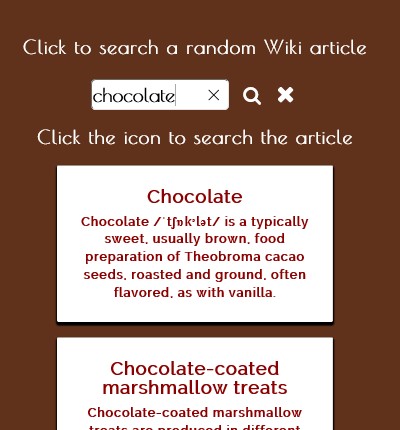 Click to search a random Wiki article
chocolate
Click the icon to search the article
Chocolate
Chocolate /ˈtʃɒkᵊlət/ is a typically
sweet, usually brown, food
preparation of Theobroma cacao
seeds, roasted and ground, often
flavored, as with vanilla.
Chocolate-coated
marshmallow treats
Chocolate-coated marshmallow
treats are produced in different